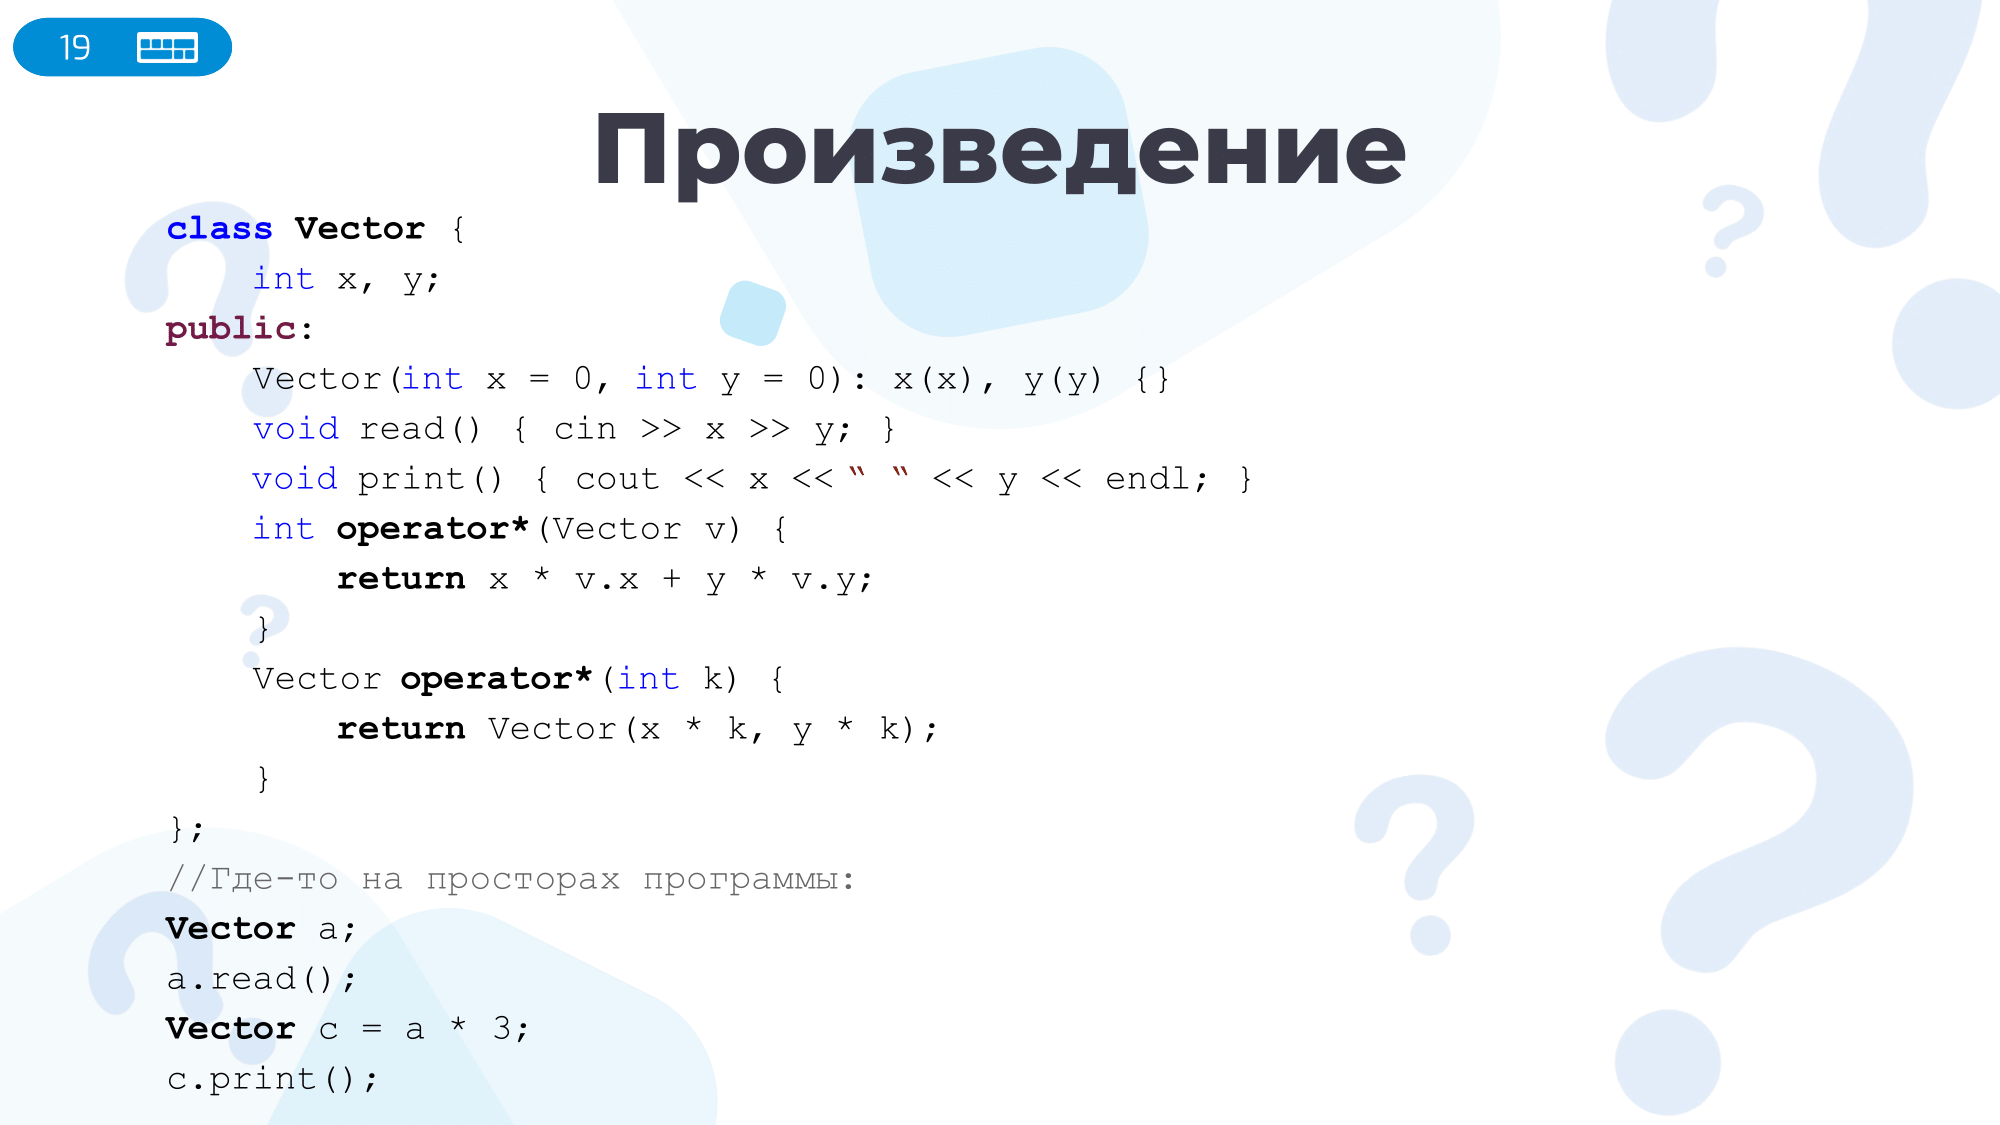 19
Произведение
class Vector {
    int x, y;
public:
    Vector(int x = 0, int y = 0): x(x), y(y) {}
    void read() { cin >> x >> y; }
    void print() { cout << x << “ “ << y << endl; }
    int operator*(Vector v) {
        return x * v.x + y * v.y;
    }
    Vector operator*(int k) {
        return Vector(x * k, y * k);
    }
};
//Где-то на просторах программы:
Vector a;
a.read();
Vector c = a * 3;
c.print();